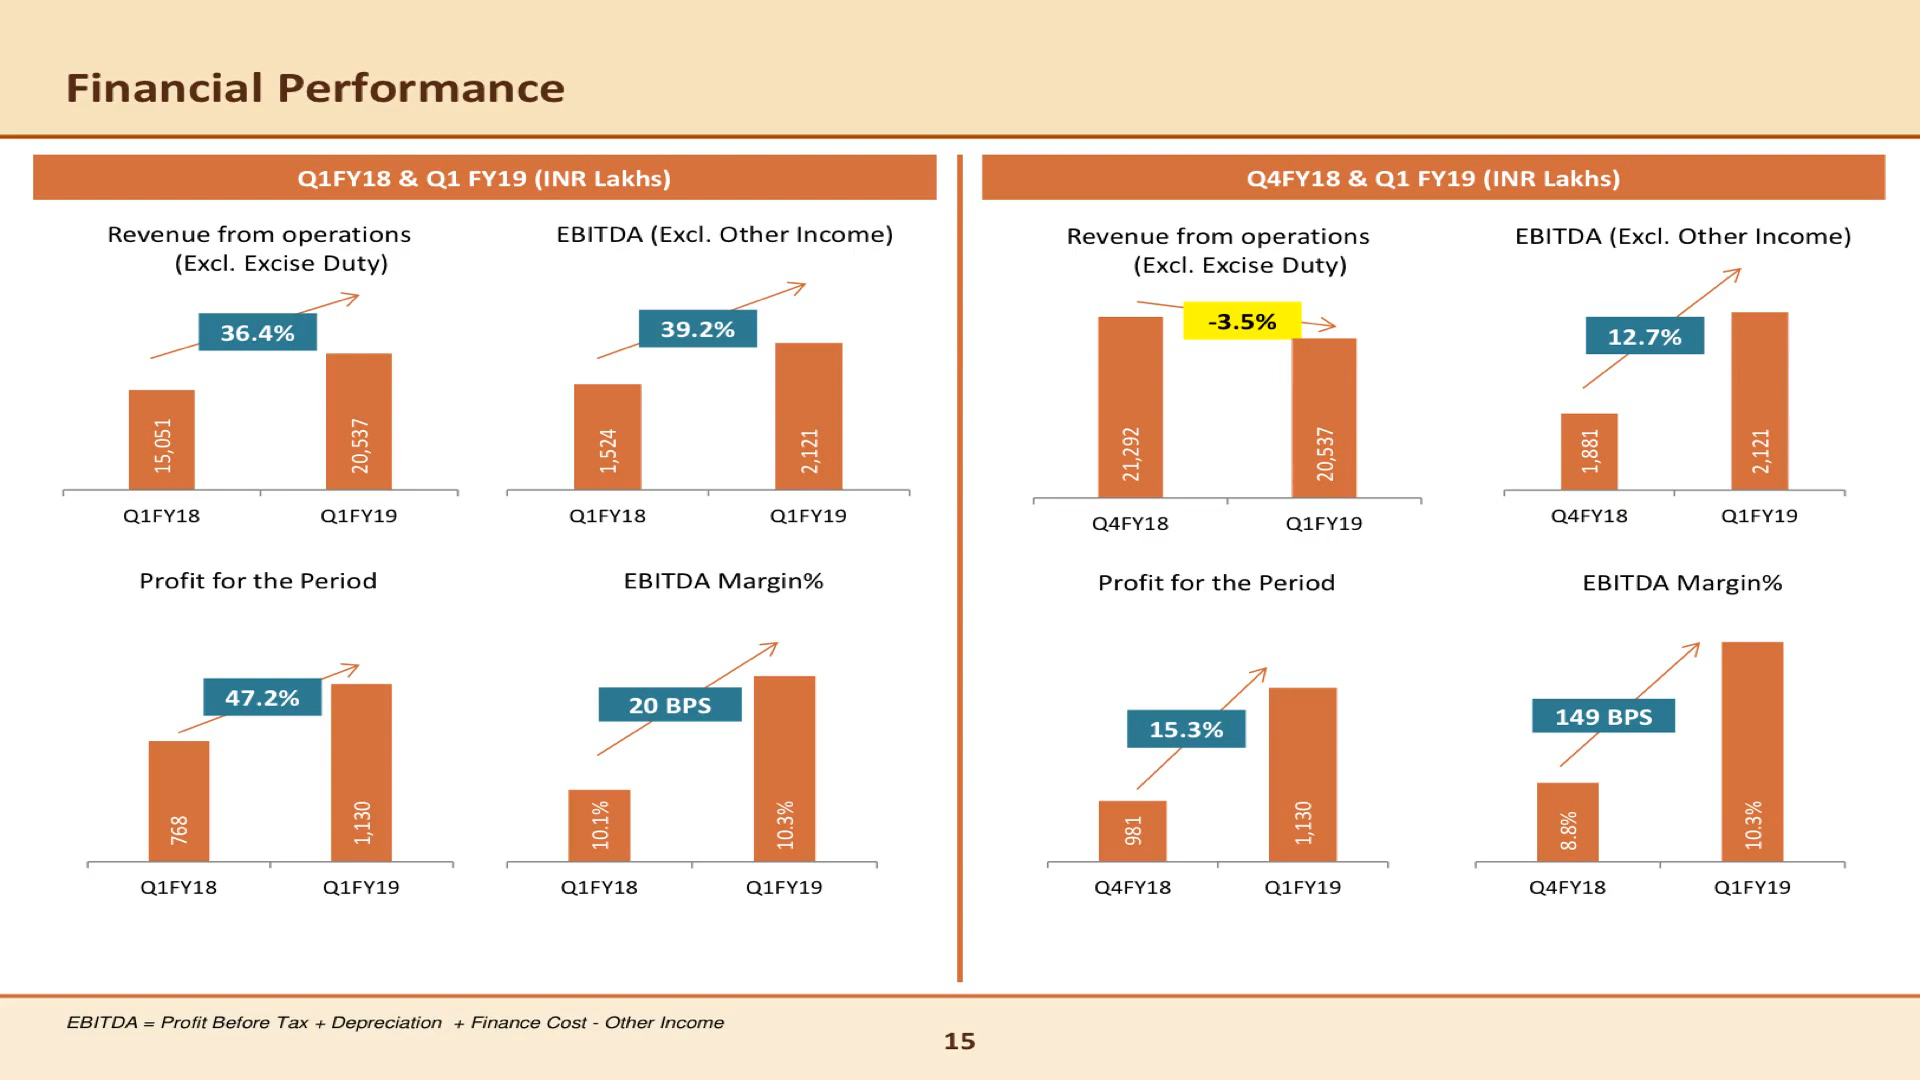 Financial Performance
Q1FY18 & Q1 FY19 (INR Lakhs)
Revenue from operations
(Excl. Excise Duty)
36.4%
15,051
20,537
Q1FY18
Q1FY19
EBITDA (Excl. Other Income)
39.2%
1,524
2,121
Q1FY18
Q1FY19
Profit for the Period
47.2%
768
1,130
Q1FY18
Q1FY19
EBITDA Margin%
20 BPS
10.1%
10.3%
Q1FY18
Q1FY19
Q4FY18 & Q1 FY19 (INR Lakhs)
Revenue from operations
(Excl. Excise Duty)
-3.5%
21,292
20,537
Q4FY18
Q1FY19
EBITDA (Excl. Other Income)
12.7%
1,881
2,121
Q4FY18
Q1FY19
Profit for the Period
15.3%
981
1,130
Q4FY18
Q1FY19
EBITDA Margin%
149 BPS
8.8%
10.3%
Q4FY18
Q1FY19
EBITDA = Profit Before Tax + Depreciation + Finance Cost - Other Income
15